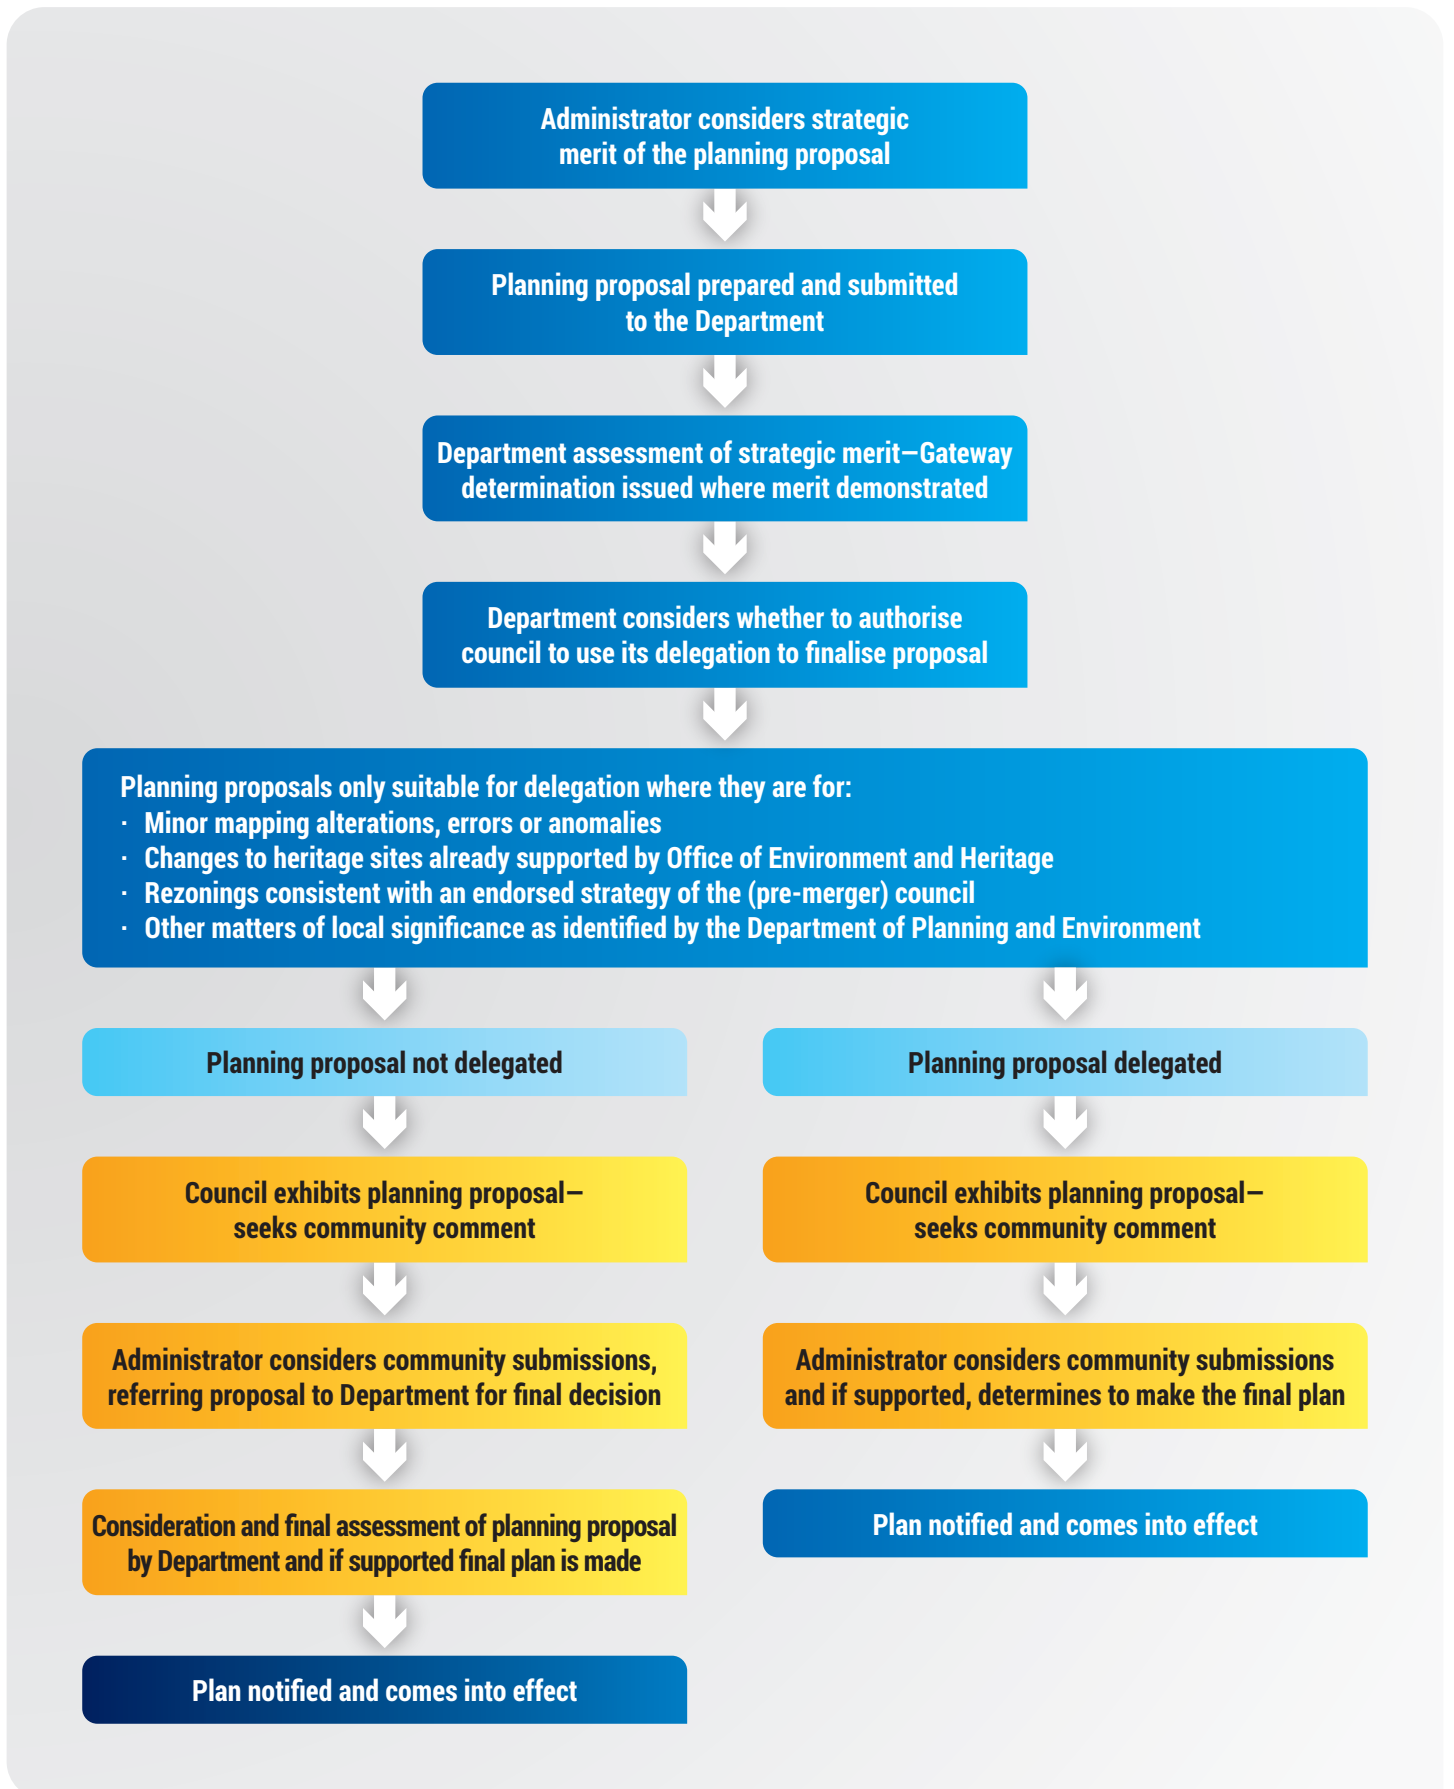 Administrator considers strategic
merit of the planning proposal
Planning proposal prepared and submitted
to the Department
Department assessment of strategic merit—Gateway
determination issued where merit demonstrated
Department considers whether to authorise
council to use its delegation to finalise proposal
Planning proposals only suitable for delegation where they are for:
· Minor mapping alterations, errors or anomalies
· Changes to heritage sites already supported by Office of Environment and Heritage
· Rezonings consistent with an endorsed strategy of the (pre-merger) council
· Other matters of local significance as identified by the Department of Planning and Environment
Planning proposal not delegated
Council exhibits planning proposal—
seeks community comment
Administrator considers community submissions,
referring proposal to Department for final decision
Consideration and final assessment of planning proposal
by Department and if supported final plan is made
Plan notified and comes into effect
Planning proposal delegated
Council exhibits planning proposal—
seeks community comment
Administrator considers community submissions
and if supported, determines to make the final plan
Plan notified and comes into effect